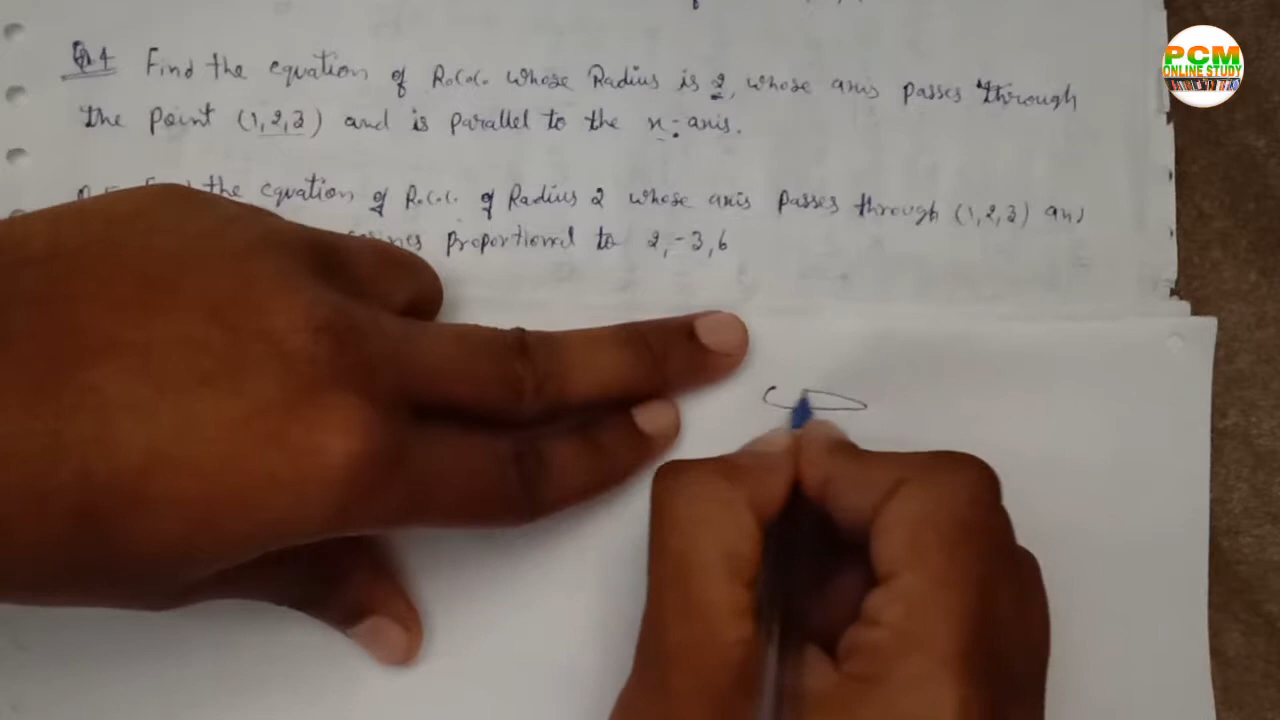 Q.4 Find the equation of R.C.C. whose Radius is 2, whose axis passes through
the point (1,2,3) and is parallel to the x-axis.
the equation of R.C.C. of Radius 2 whose axis passes through (1,2,3) and
proportional to 2,-3,6
PCM
ONLINE STUDY